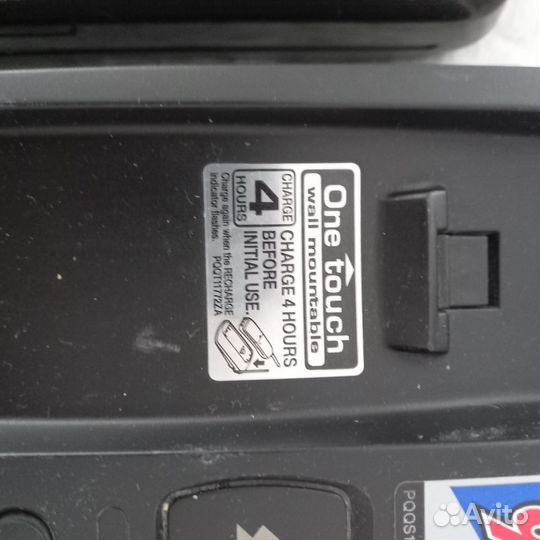 One touch
wall mountable
CHARGE
4
HOURS
CHARGE 4 HOURS
BEFORE
INITIAL USE.
Charge again when the RECHARGE
indicator flashes.
PQQT11772ZA
PQQS1
Avito